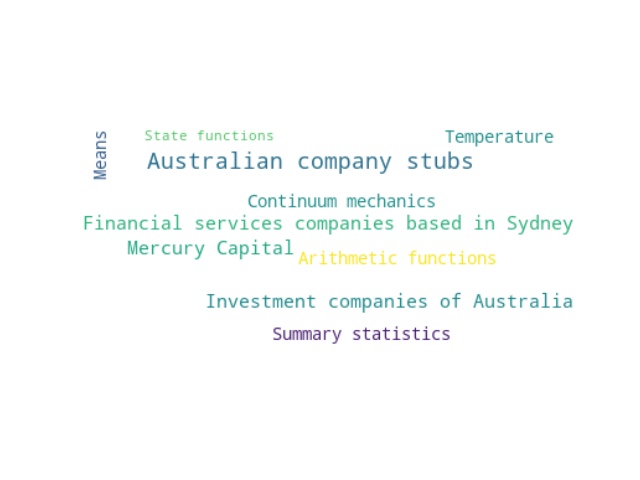 Means
State functions
Temperature
Australian company stubs
Continuum mechanics
Financial services companies based in Sydney
Mercury Capital
Arithmetic functions
Investment companies of Australia
Summary statistics